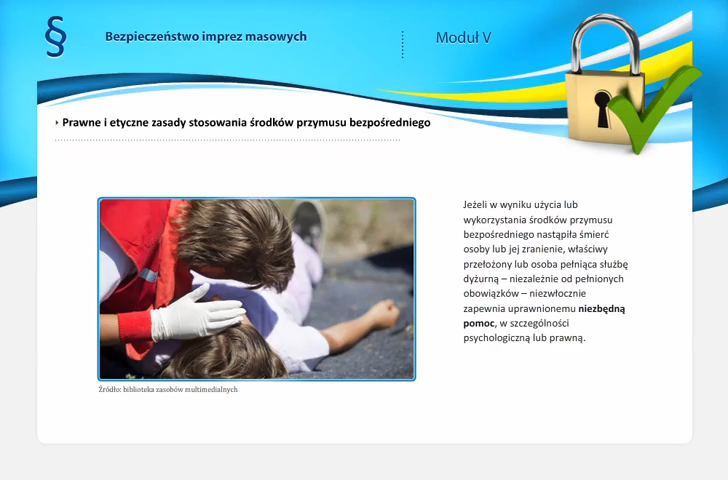 §
Bezpieczeństwo imprez masowych
Moduł V
Prawne i etyczne zasady stosowania środków przymusu bezpośredniego
Jeżeli w wyniku użycia lub
wykorzystania środków przymusu
bezpośredniego nastąpiła śmierć
osoby lub jej zranienie, właściwy
przełożony lub osoba pełniąca służbę
dyżurną – niezależnie od pełnionych
obowiązków – niezwłocznie
zapewnia uprawnionemu niezbędną
pomoc, w szczególności
psychologiczną lub prawną.
Źródło: biblioteka zasobów multimedialnych